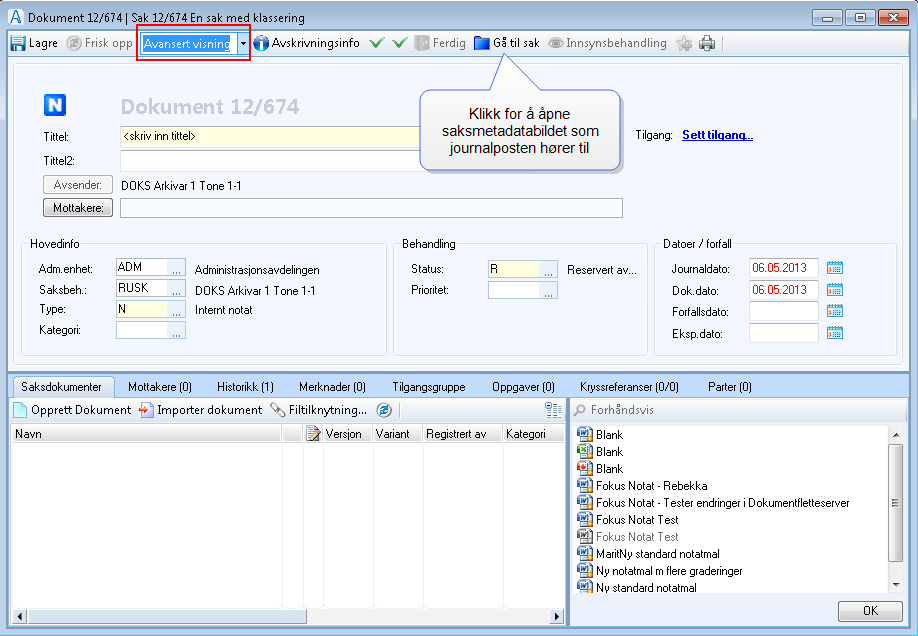 Dokument 12/674 | Sak 12/674 En sak med klassering
Lagre Frisk opp Avansert visning Avskrivningsinfo Ferdig Gå til sak Innsynsbehandling
Klikk for å åpne
saksmetadatabildet som
journalposten hører til
N Dokument 12/674
Tittel: <skriv inn tittel> Tilgang: Sett tilgang...
Tittel2:
Avsender: DOKS Arkivar 1 Tone 1-1
Mottakere:
Hovedinfo Behandling Datoer / forfall
Adm.enhet: ADM ... Administrasjonsavdelingen Status: R ... Reservert av... Journaldato: 06.05.2013
Saksbeh.: RUSK ... DOKS Arkivar 1 Tone 1-1 Prioritet: ... Dok.dato: 06.05.2013
Type: N ... Internt notat Forfallsdato:
Kategori: ... Eksp.dato:
Saksdokumenter Mottakere (0) Historikk (1) Merknader (0) Tilgangsgruppe Oppgaver (0) Kryssreferanser (0/0) Parter (0)
Opprett Dokument Importer dokument Filtilknytning... Forhåndsvis
Navn Versjon Variant Registrert av Kategori
Blank
Blank
Blank
Fokus Notat - Rebekka
Fokus Notat - Tester endringer i Dokumentfletteserver
Fokus Notat Test
Fokus Notat Test
MaritNy standard notatmal
Ny notatmal m flere graderinger
Ny standard notatmal
OK